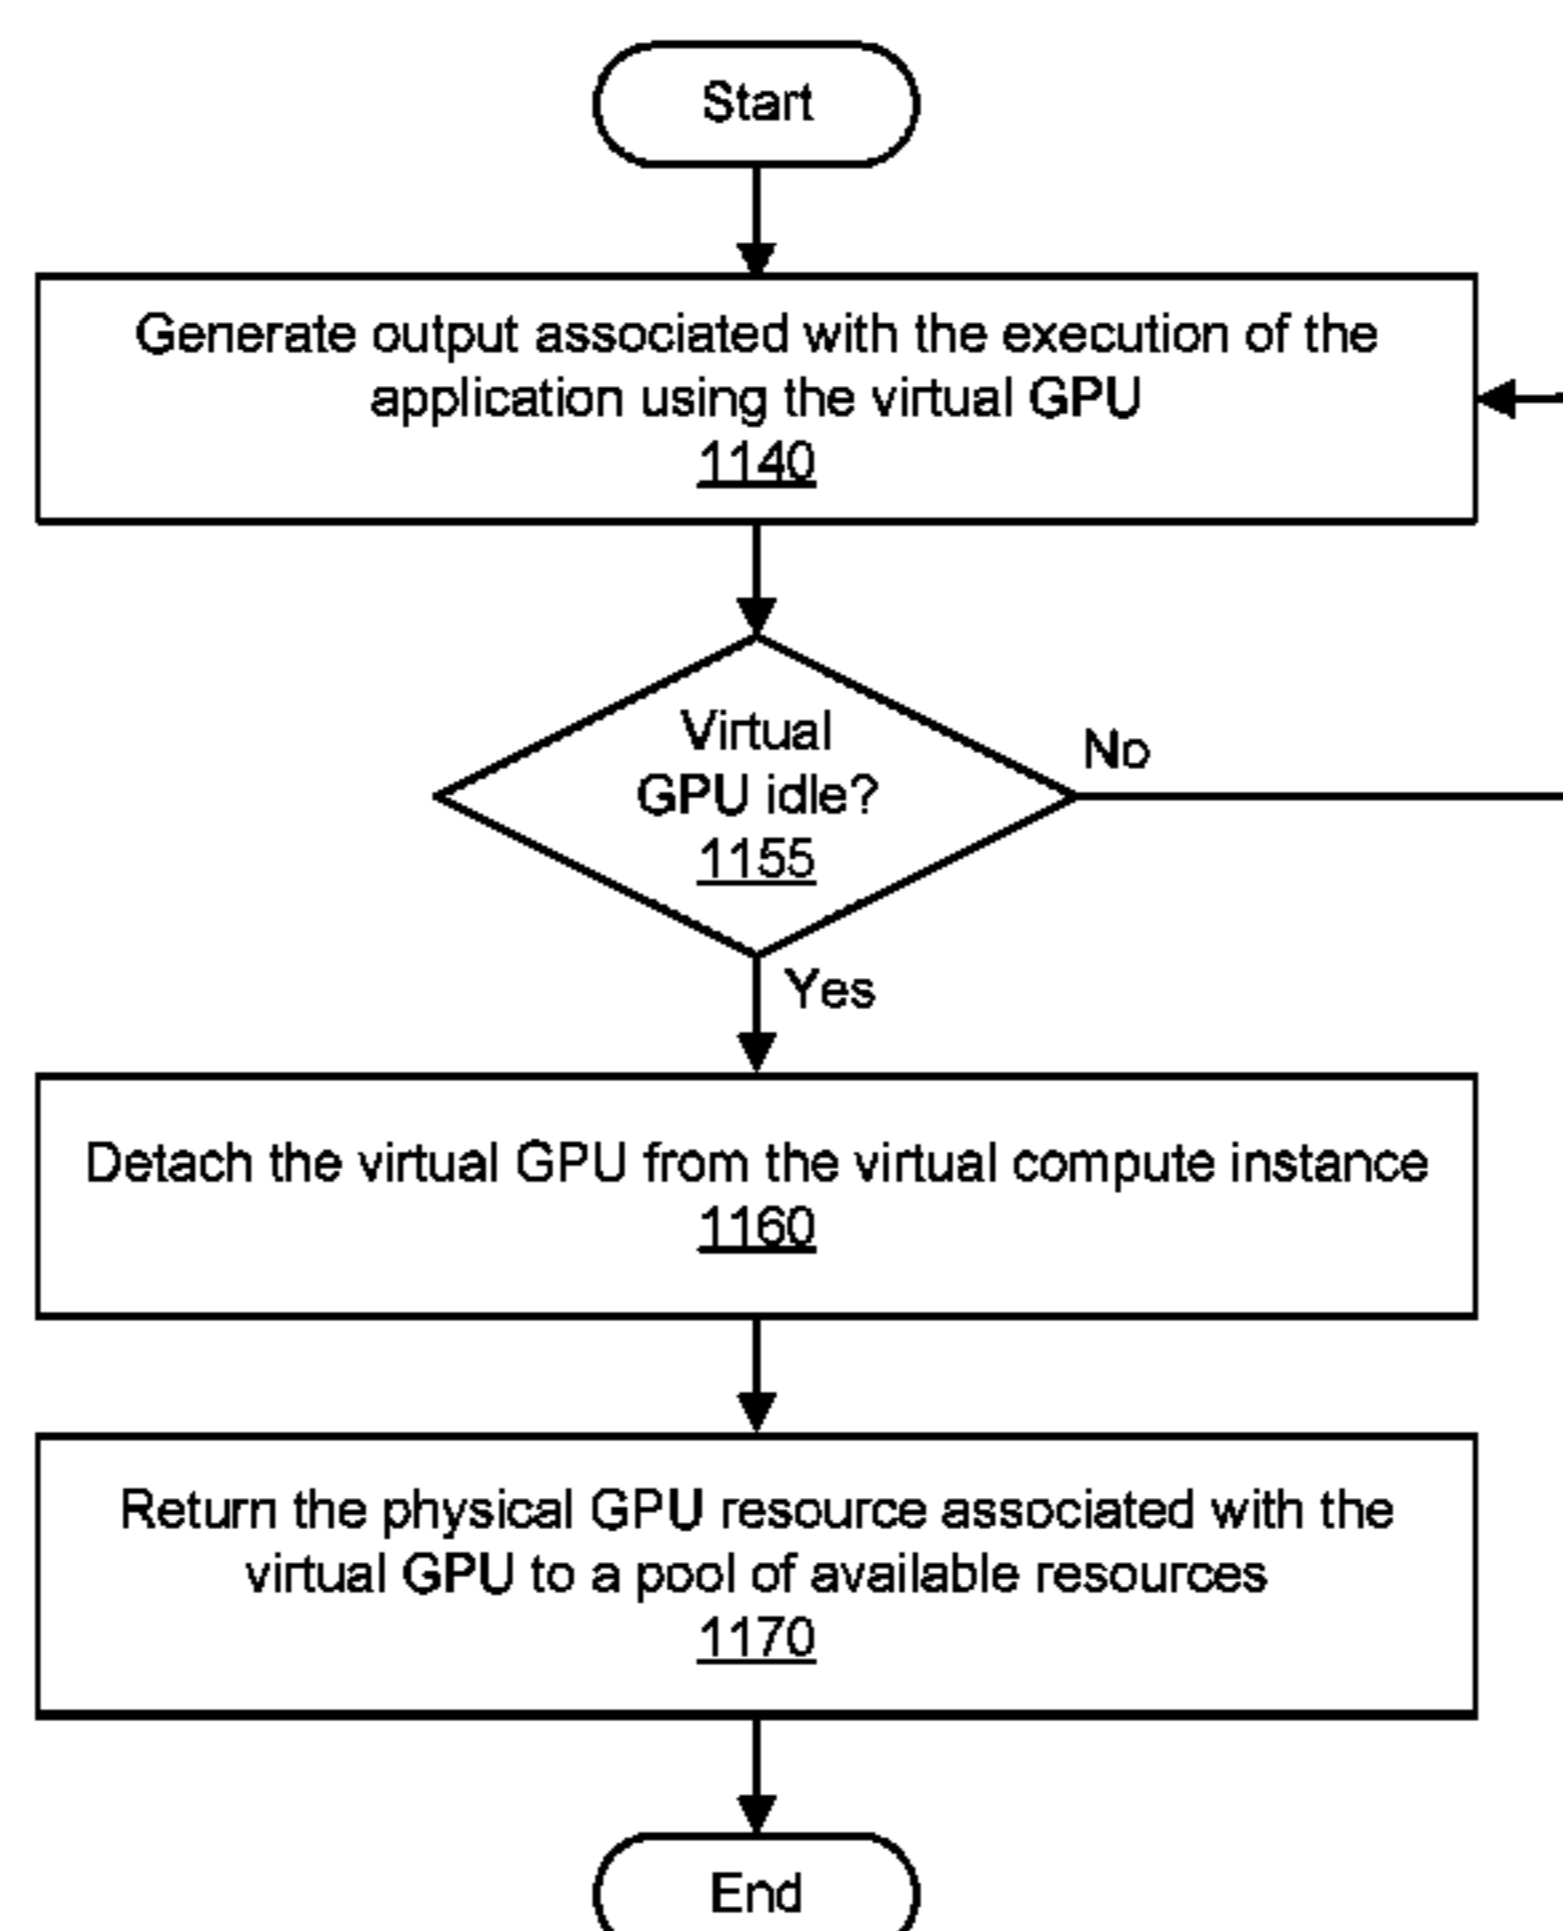 Start
Generate output associated with the execution of the
application using the virtual GPU
1140
Virtual
GPU idle?
1155
No
Yes
Detach the virtual GPU from the virtual compute instance
1160
Return the physical GPU resource associated with the
virtual GPU to a pool of available resources
1170
End